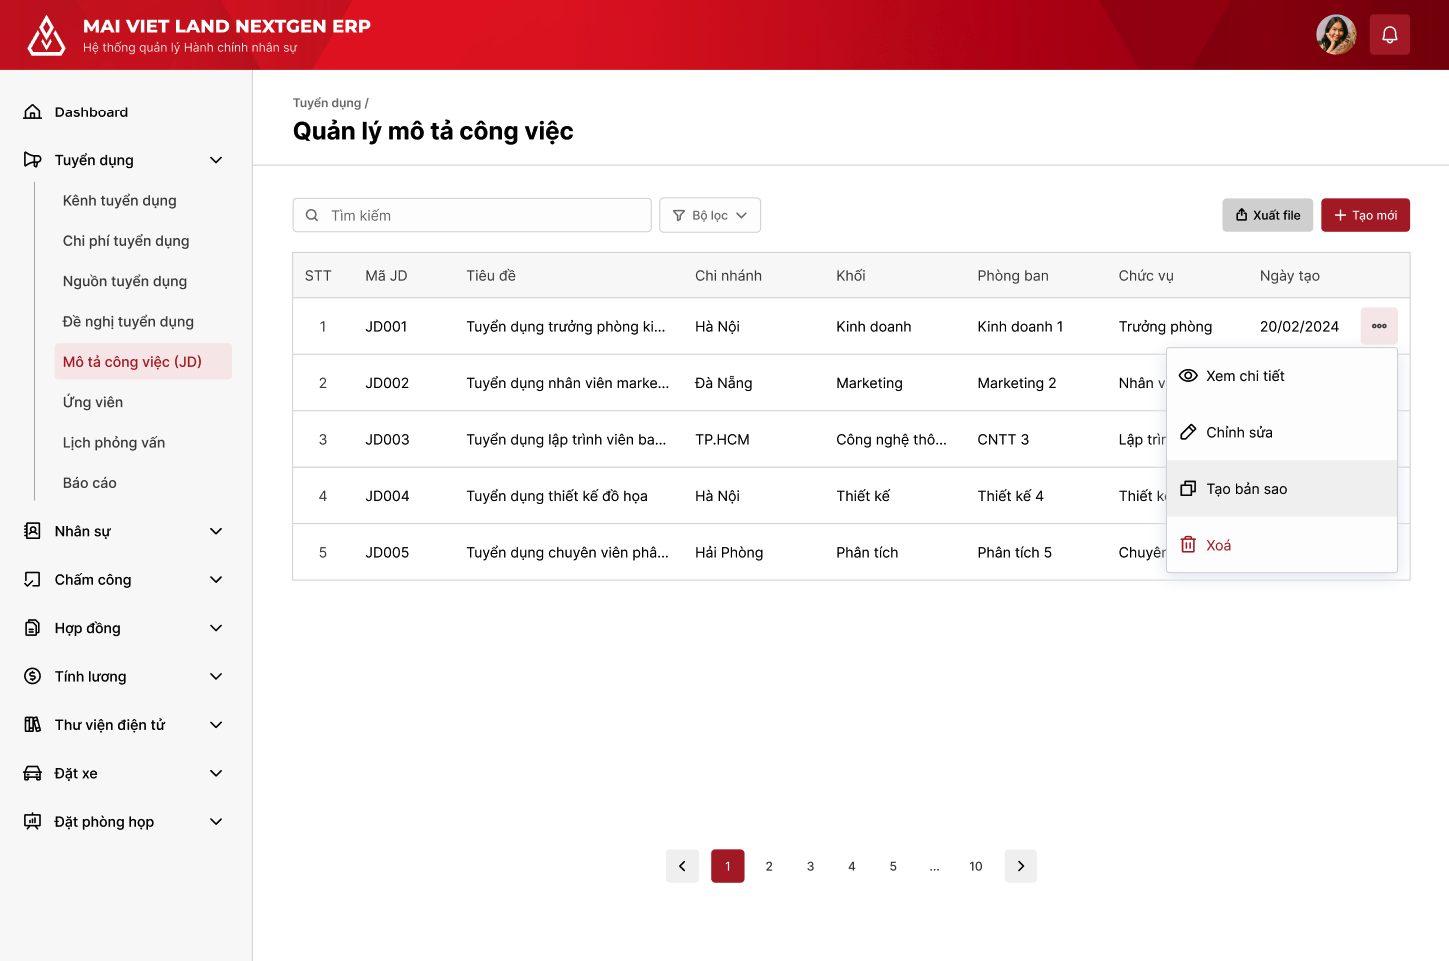 MAI VIET LAND NEXTGEN ERP
Hệ thống quản lý Hành chính nhân sự
Dashboard
Tuyển dụng
Kênh tuyển dụng
Chi phí tuyển dụng
Nguồn tuyển dụng
Đề nghị tuyển dụng
Mô tả công việc (JD)
Ứng viên
Lịch phỏng vấn
Báo cáo
Nhân sự
Chấm công
Hợp đồng
Tính lương
Thư viện điện tử
Đặt xe
Đặt phòng họp
Tuyển dụng /
Quản lý mô tả công việc
Tìm kiếm
Bộ lọc
Xuất file
Tạo mới
STT Mã JD Tiêu đề Chi nhánh Khối Phòng ban Chức vụ Ngày tạo
1 JD001 Tuyển dụng trưởng phòng ki... Hà Nội Kinh doanh Kinh doanh 1 Trưởng phòng 20/02/2024
2 JD002 Tuyển dụng nhân viên marke... Đà Nẵng Marketing Marketing 2 Nhân v
3 JD003 Tuyển dụng lập trình viên ba... TP.HCM Công nghệ thô... CNTT 3 Lập trìn
4 JD004 Tuyển dụng thiết kế đồ họa Hà Nội Thiết kế Thiết kế 4 Thiết k
5 JD005 Tuyển dụng chuyên viên phâ... Hải Phòng Phân tích Phân tích 5 Chuyên
Xem chi tiết
Chỉnh sửa
Tạo bản sao
Xoá
1 2 3 4 5 ... 10